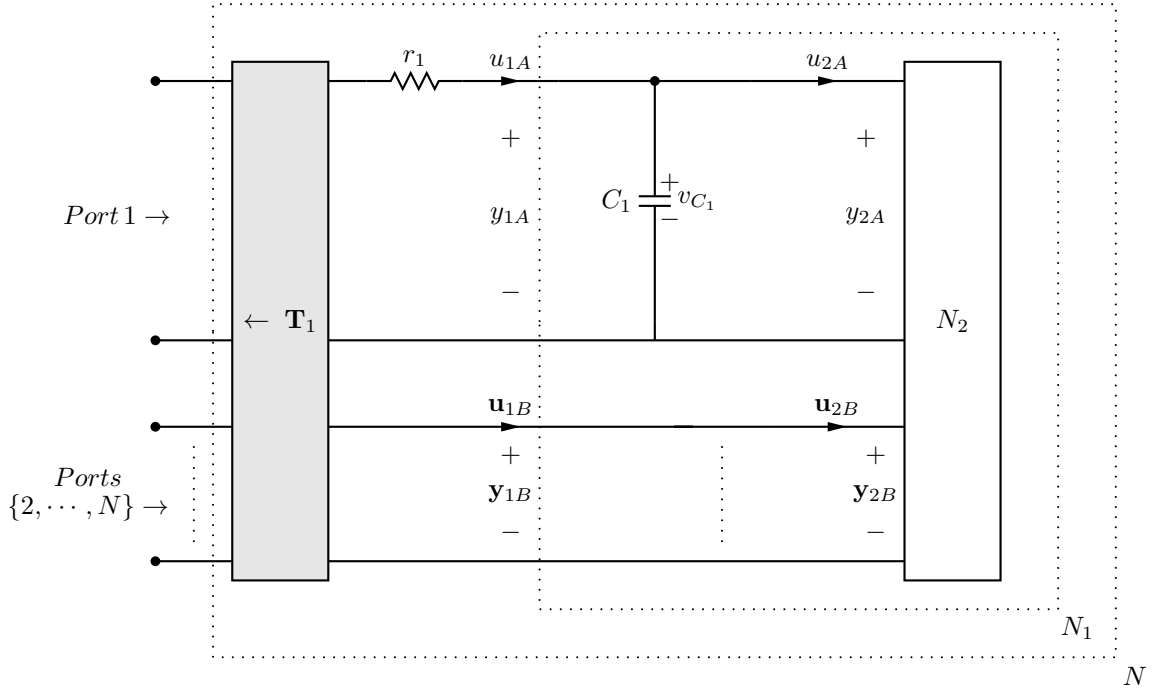 r₁
u₁A
u₂A
+
+
Port 1 →
y₁A
C₁
+
−
v_C₁
y₂A
−
−
← T₁
N₂
u₁B
u₂B
+
+
Ports
{2, ⋯ , N} →
y₁B
y₂B
−
−
N₁
N